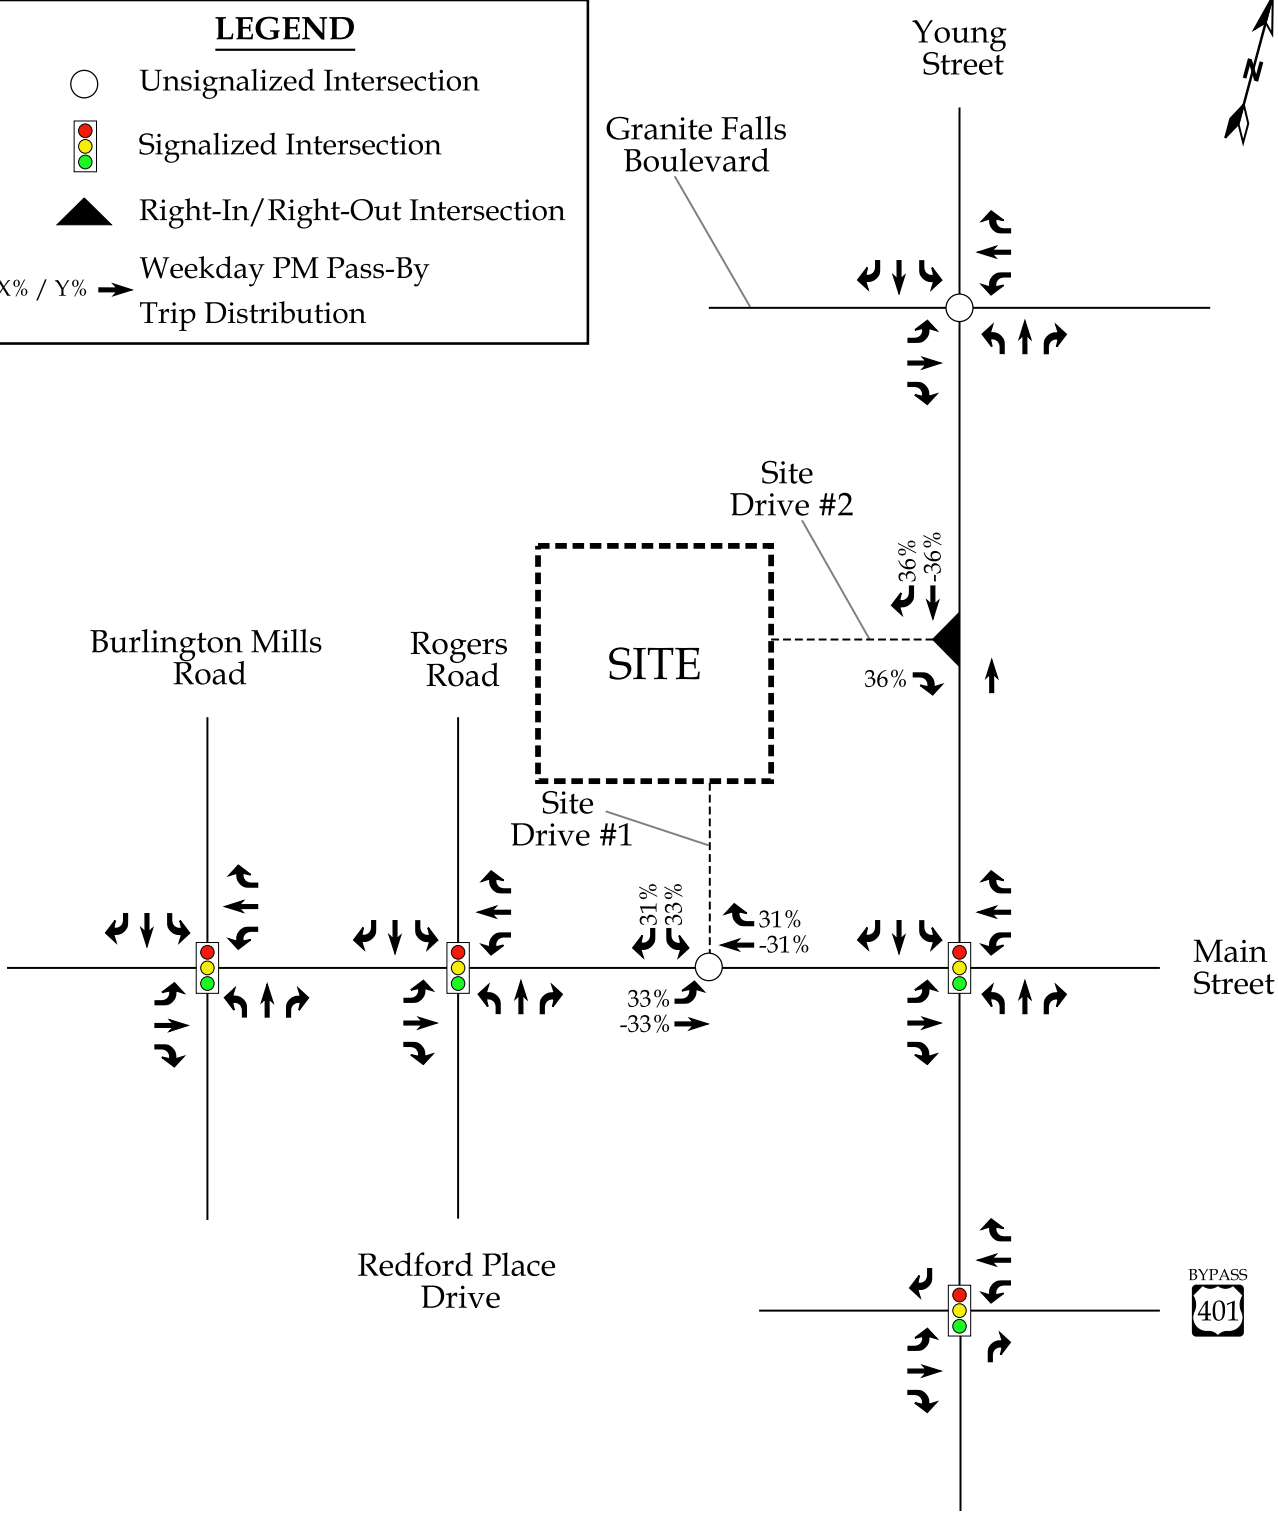 LEGEND
Unsignalized Intersection
Signalized Intersection
Right-In/Right-Out Intersection
X% / Y%
Weekday PM Pass-By
Trip Distribution
Young
Street
N
Granite Falls
Boulevard
Site
Drive #2
36%
-36%
36%
SITE
Burlington Mills
Road
Rogers
Road
Site
Drive #1
31%
33%
31%
-31%
33%
-33%
Main
Street
Redford Place
Drive
BYPASS
401